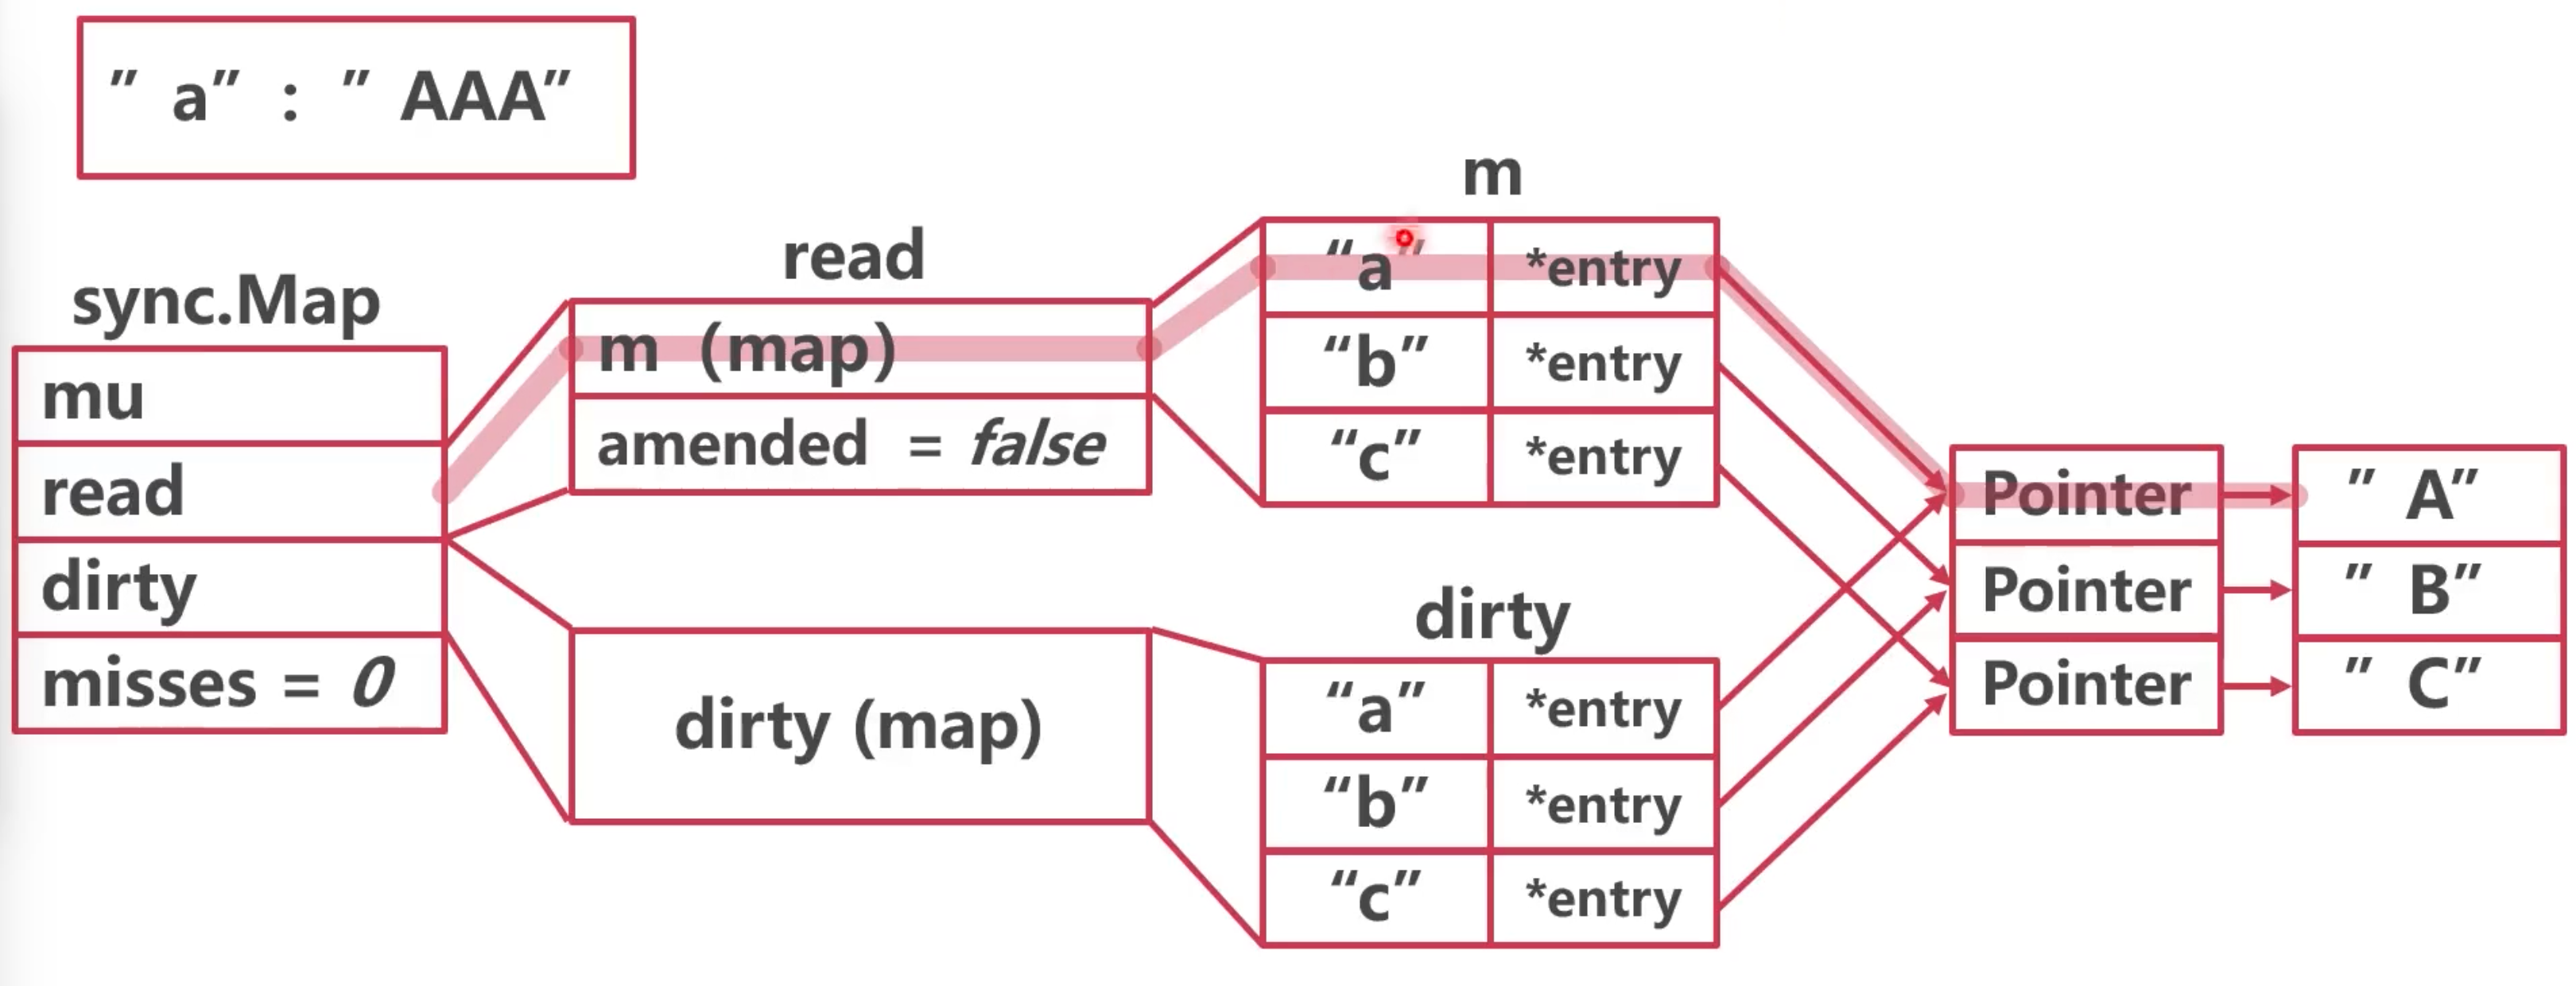 ” a” : ” AAA”
sync.Map
mu
read
dirty
misses = 0
read
m (map)
amended = false
dirty (map)
m
“a” *entry
“b” *entry
“c” *entry
dirty
“a” *entry
“b” *entry
“c” *entry
Pointer ” A”
Pointer ” B”
Pointer ” C”